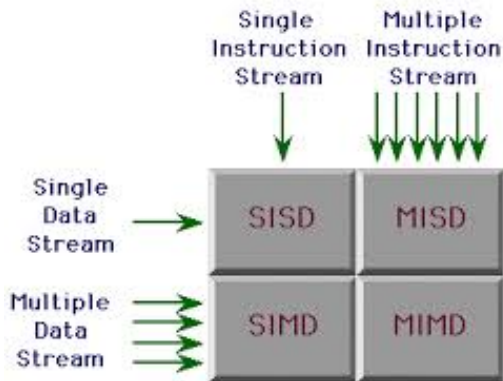 Single
Instruction
Stream
Multiple
Instruction
Stream
Single
Data
Stream
SISD
MISD
Multiple
Data
Stream
SIMD
MIMD